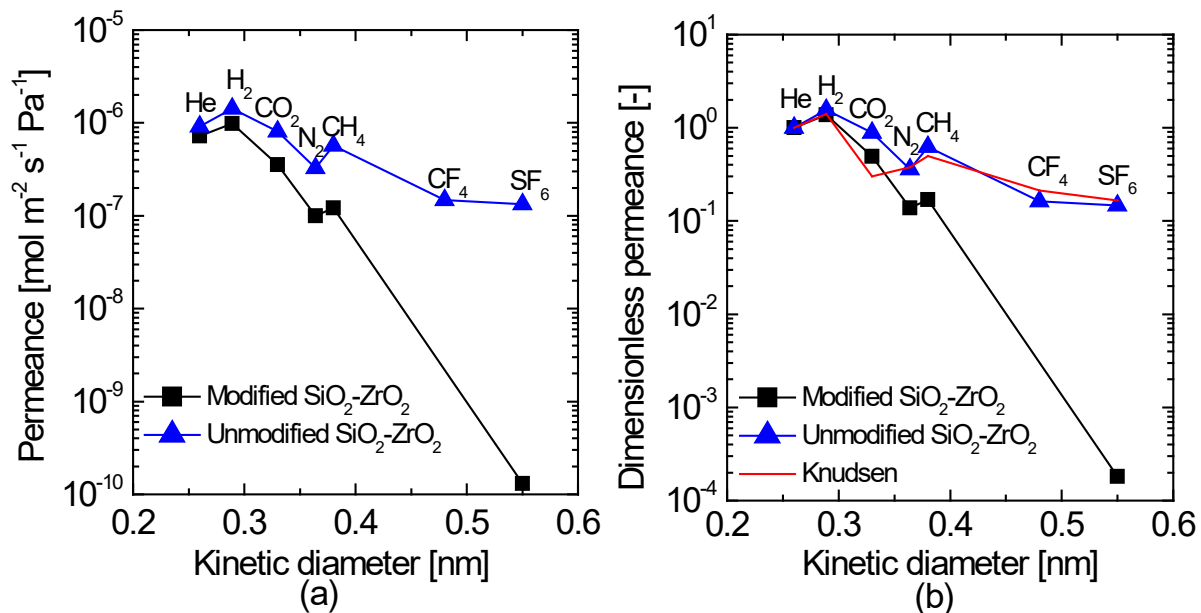 10⁻⁵
10⁻⁶
10⁻⁷
10⁻⁸
10⁻⁹
10⁻¹⁰
Permeance [mol m⁻² s⁻¹ Pa⁻¹]
He
H₂
CO₂
N₂
CH₄
CF₄
SF₆
Modified SiO₂-ZrO₂
Unmodified SiO₂-ZrO₂
0.2 0.3 0.4 0.5 0.6
Kinetic diameter [nm]
(a)
10¹
10⁰
10⁻¹
10⁻²
10⁻³
10⁻⁴
Dimensionless permeance [-]
He
H₂
CO₂
N₂
CH₄
CF₄
SF₆
Modified SiO₂-ZrO₂
Unmodified SiO₂-ZrO₂
Knudsen
0.2 0.3 0.4 0.5 0.6
Kinetic diameter [nm]
(b)